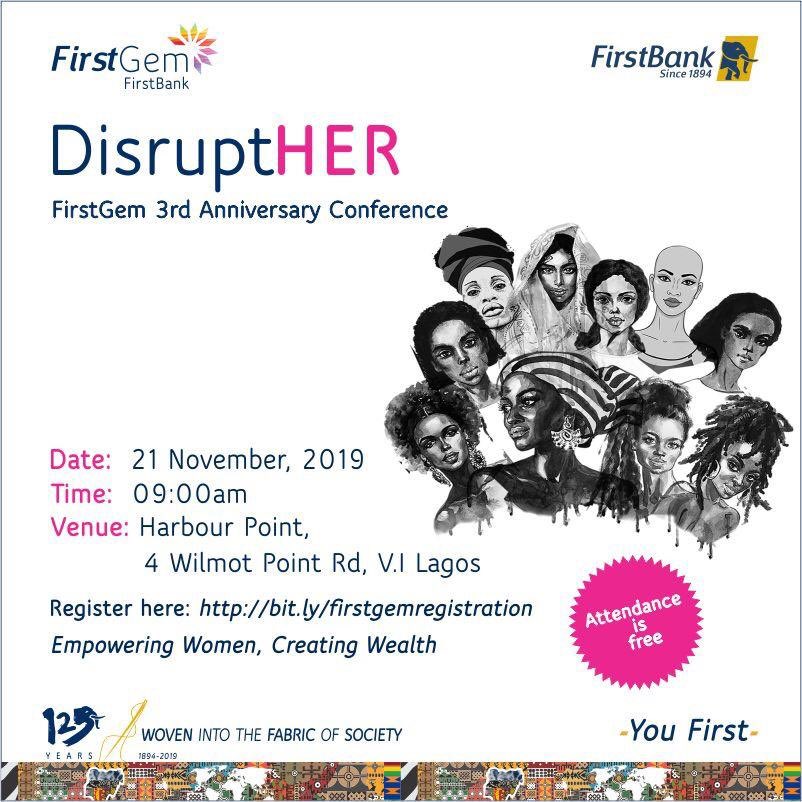 FirstGem
FirstBank
FirstBank
Since 1894
DisruptHER
FirstGem 3rd Anniversary Conference
Date: 21 November, 2019
Time: 09:00am
Venue: Harbour Point,
4 Wilmot Point Rd, V.I Lagos
Register here: http://bit.ly/firstgemregistration
Empowering Women, Creating Wealth
Attendance
is
free
125
YEARS
1894-2019
WOVEN INTO THE FABRIC OF SOCIETY
-You First-